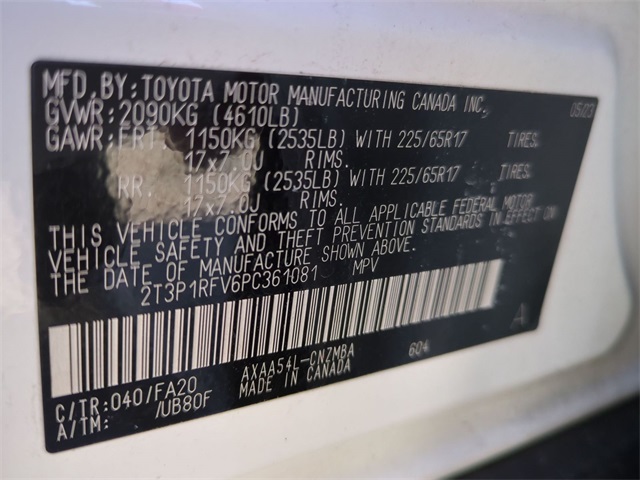 MFD.BY:TOYOTA MOTOR MANUFACTURING CANADA INC. 05/23
GVWR:2090KG (4610LB)
GAWR:FRT. 1150KG (2535LB) WITH 225/65R17 TIRES.
17x7.0J RIMS.
RR. 1150KG (2535LB) WITH 225/65R17 TIRES.
17x7.0J RIMS.
THIS VEHICLE CONFORMS TO ALL APPLICABLE FEDERAL MOTOR
VEHICLE SAFETY AND THEFT PREVENTION STANDARDS IN EFFECT ON
THE DATE OF MANUFACTURE SHOWN ABOVE.
2T3P1RFV6PC361081 MPV
A
C/TR:040/FA20 AXAA54L-CNZMBA 604
A/TM: /UB80F MADE IN CANADA